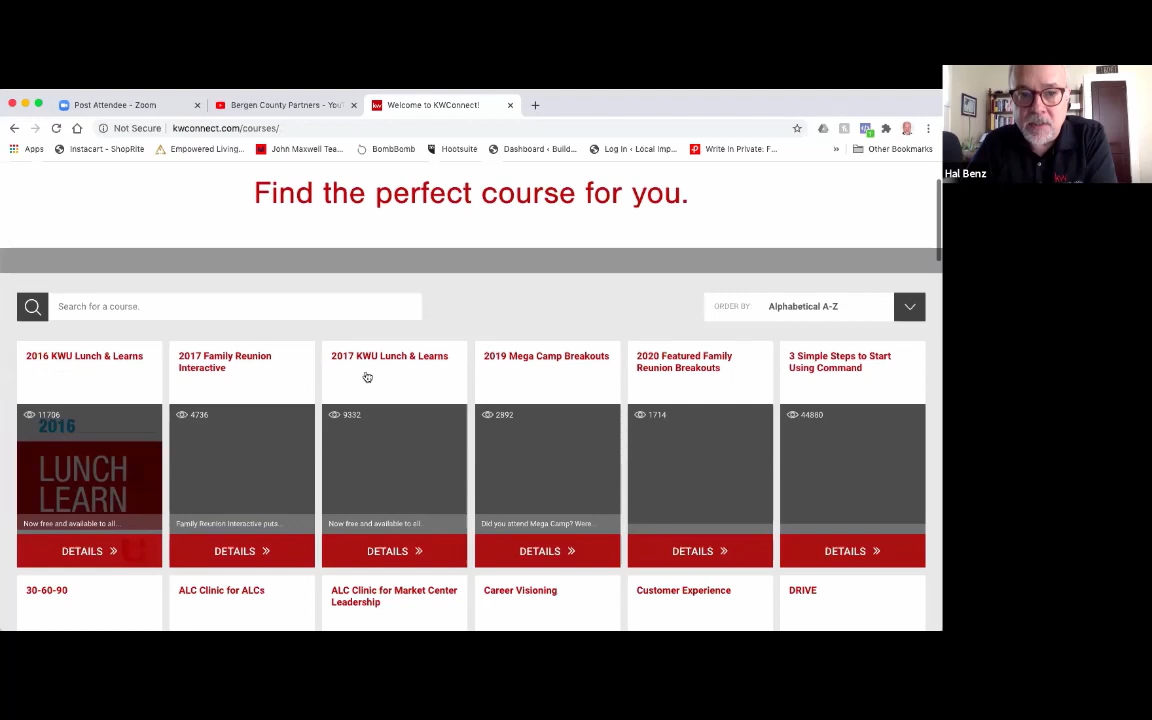 Post Attendee - Zoom
Bergen County Partners - You
Welcome to KWConnect!
Not Secure
kwconnect.com/courses/
Apps
Instacart - ShopRite
Empowered Living...
John Maxwell Tea...
BombBomb
Hootsuite
Dashboard ‹ Build...
Log In ‹ Local Imp...
Write In Private: F...
»
Other Bookmarks
Hal Benz
kw
Find the perfect course for you.
Search for a course.
ORDER BY: Alphabetical A-Z
2016 KWU Lunch & Learns
2017 Family Reunion
Interactive
2017 KWU Lunch & Learns
2019 Mega Camp Breakouts
2020 Featured Family
Reunion Breakouts
3 Simple Steps to Start
Using Command
11706
4736
9332
2892
1714
44880
2016
LUNCH
LEARN
Now free and available to all...
Family Reunion Interactive puts...
Now free and available to all...
Did you attend Mega Camp? Were...
DETAILS »
DETAILS »
DETAILS »
DETAILS »
DETAILS »
DETAILS »
30-60-90
ALC Clinic for ALCs
ALC Clinic for Market Center
Leadership
Career Visioning
Customer Experience
DRIVE